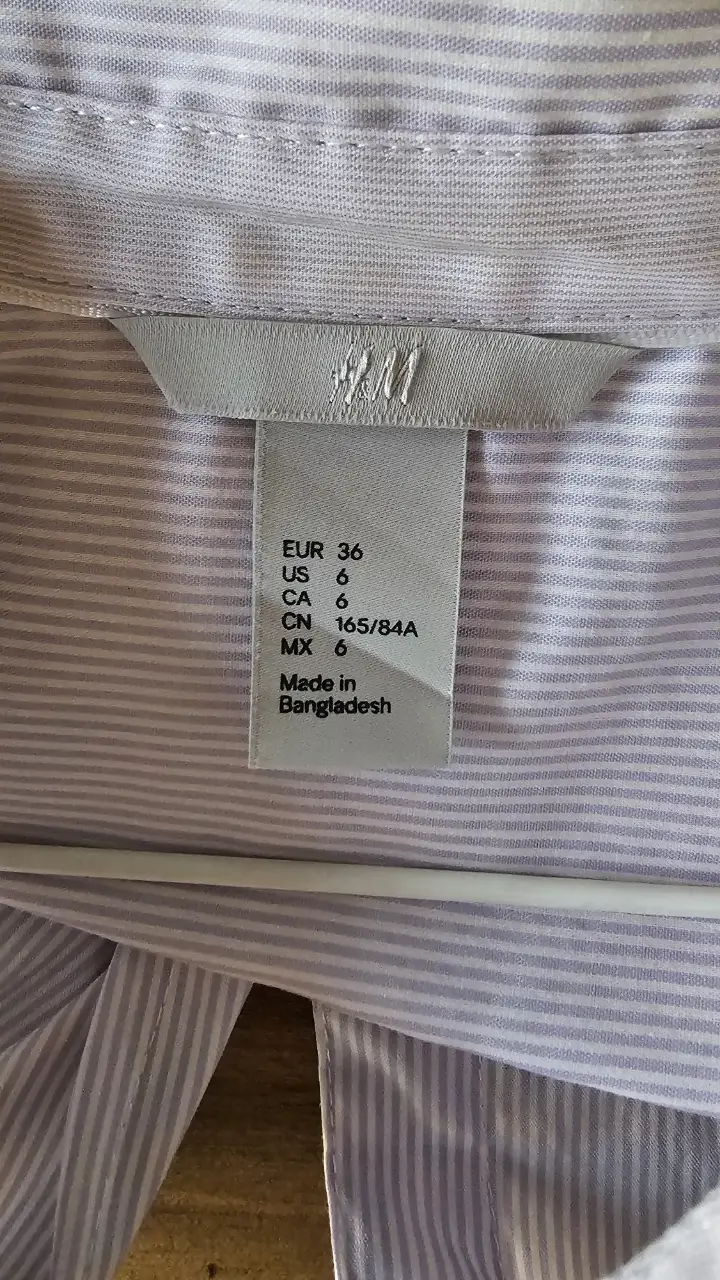 H&M
EUR 36
US 6
CA 6
CN 165/84A
MX 6
Made in
Bangladesh